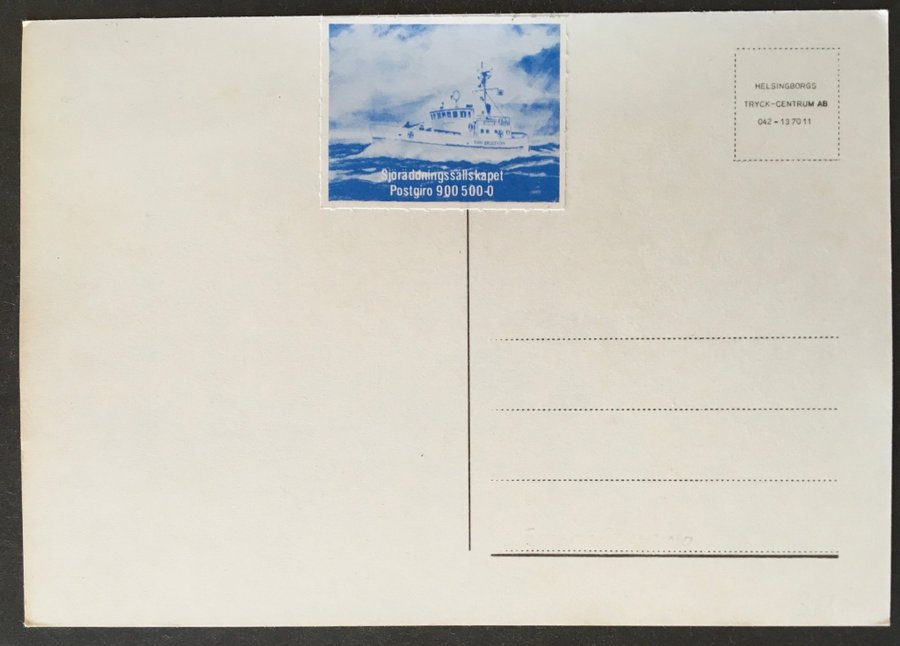 Sjöräddningssällskapet
Postgiro 900 500-0
HELSINGBORGS
TRYCK-CENTRUM AB
042 - 13 70 11